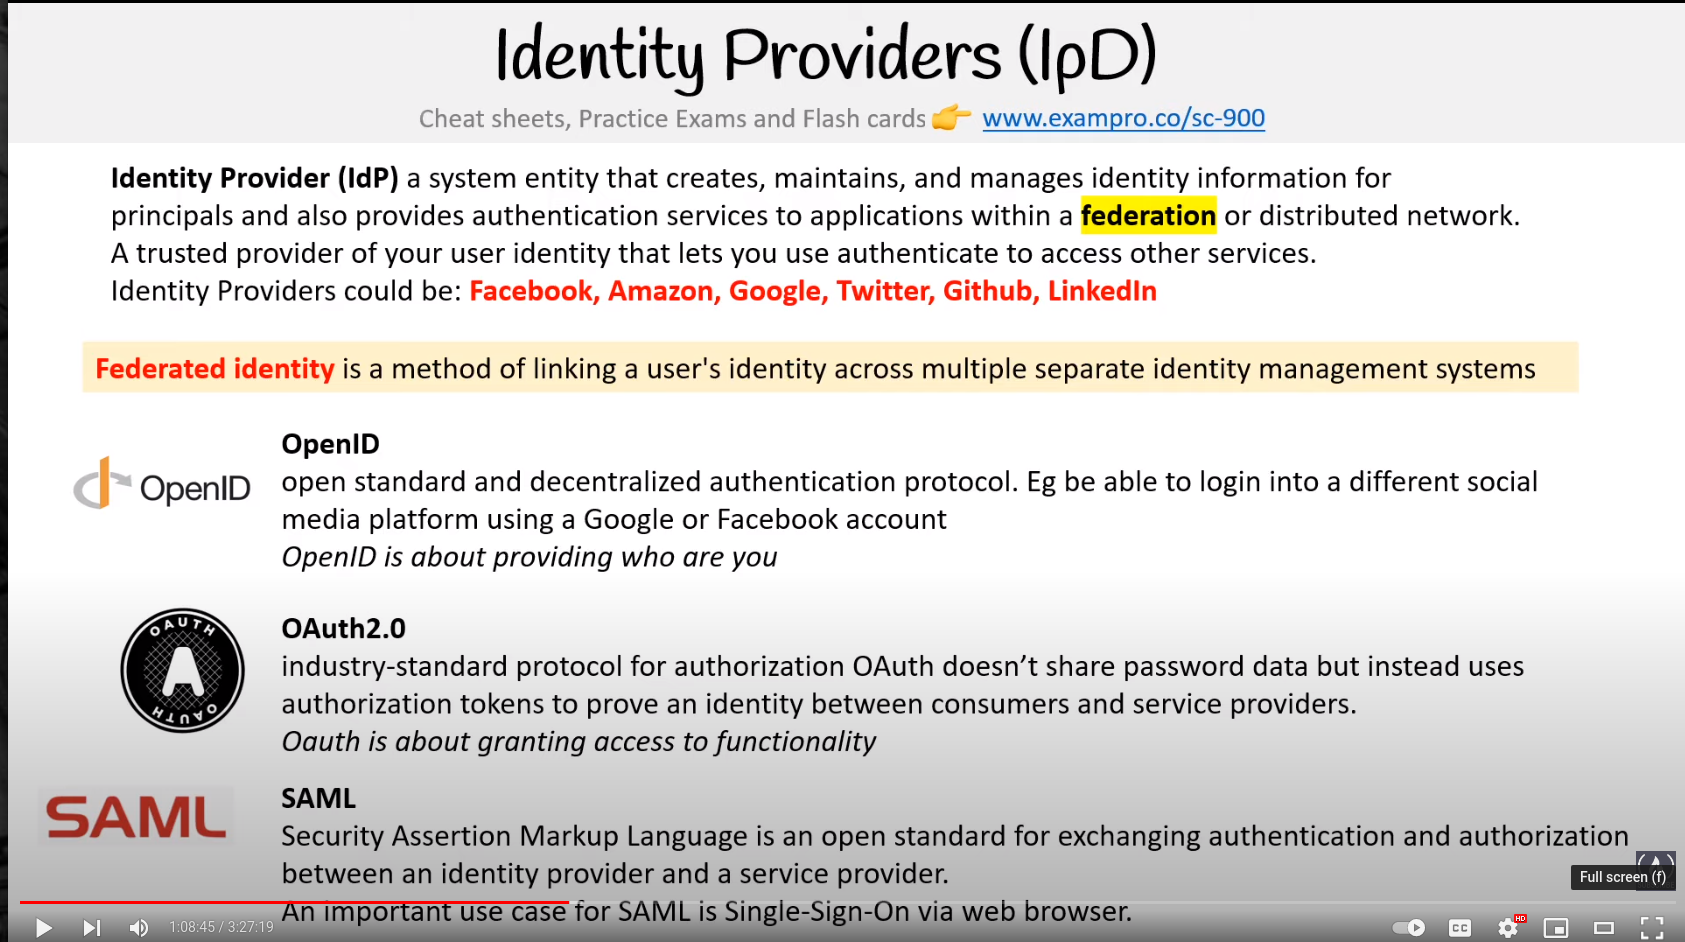 Identity Providers (IpD)
Cheat sheets, Practice Exams and Flash cards 👉 www.exampro.co/sc-900
Identity Provider (IdP) a system entity that creates, maintains, and manages identity information for
principals and also provides authentication services to applications within a federation or distributed network.
A trusted provider of your user identity that lets you use authenticate to access other services.
Identity Providers could be: Facebook, Amazon, Google, Twitter, Github, LinkedIn
Federated identity is a method of linking a user's identity across multiple separate identity management systems
OpenID
OpenID
open standard and decentralized authentication protocol. Eg be able to login into a different social
media platform using a Google or Facebook account
OpenID is about providing who are you
OAUTH
A
OAUTH
OAuth2.0
industry-standard protocol for authorization OAuth doesn’t share password data but instead uses
authorization tokens to prove an identity between consumers and service providers.
Oauth is about granting access to functionality
SAML
SAML
Security Assertion Markup Language is an open standard for exchanging authentication and authorization
between an identity provider and a service provider.
An important use case for SAML is Single-Sign-On via web browser.
Full screen (f)
1:08:45 / 3:27:19
CC
HD